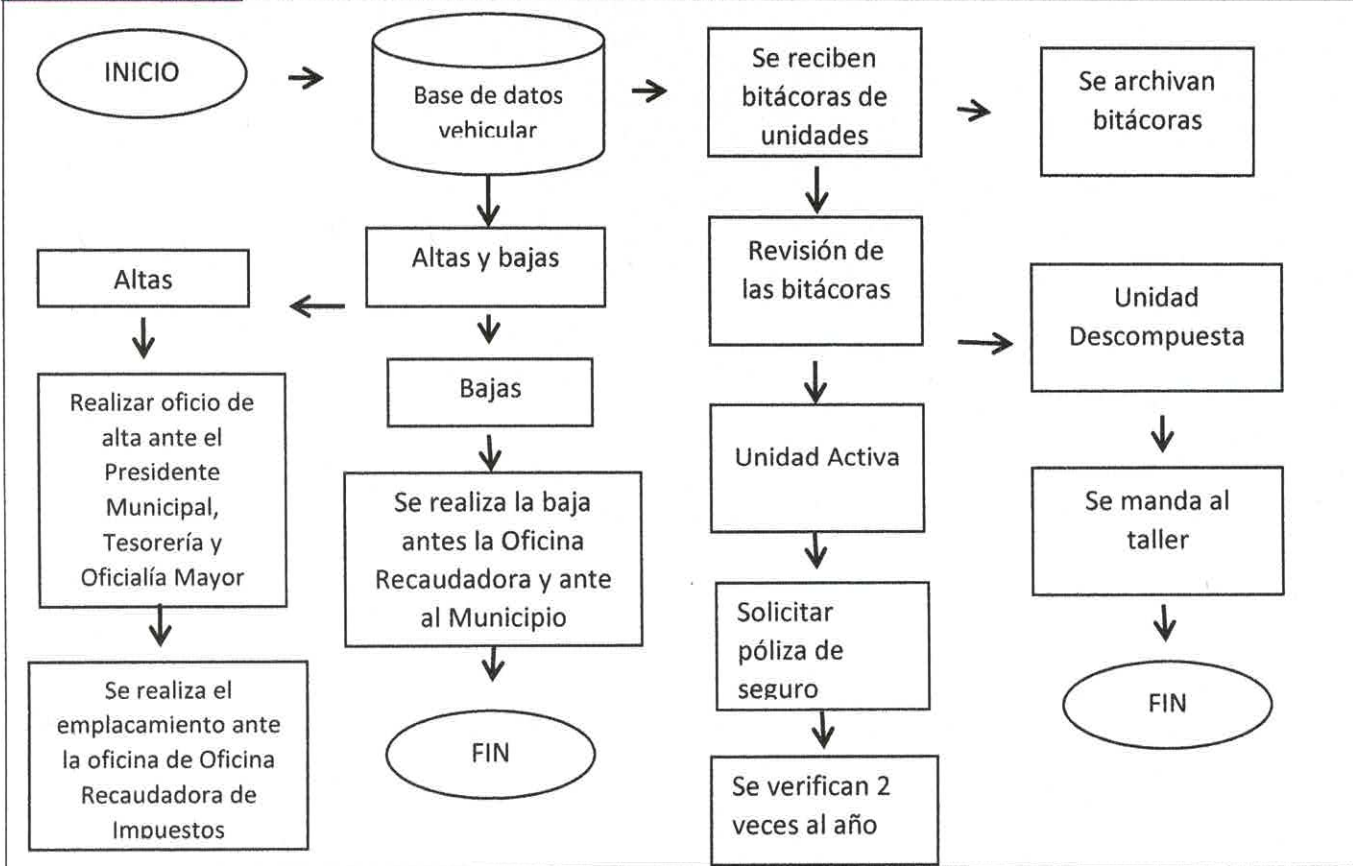 INICIO
Base de datos
vehicular
Se reciben
bitácoras de
unidades
Se archivan
bitácoras
Altas
Altas y bajas
Revisión de
las bitácoras
Unidad
Descompuesta
Realizar oficio de
alta ante el
Presidente
Municipal,
Tesorería y
Oficialía Mayor
Bajas
Unidad Activa
Se realiza la baja
antes la Oficina
Recaudadora y ante
al Municipio
Se manda al
taller
Solicitar
póliza de
seguro
Se realiza el
emplacamiento ante
la oficina de Oficina
Recaudadora de
Impuestos
FIN
FIN
Se verifican 2
veces al año